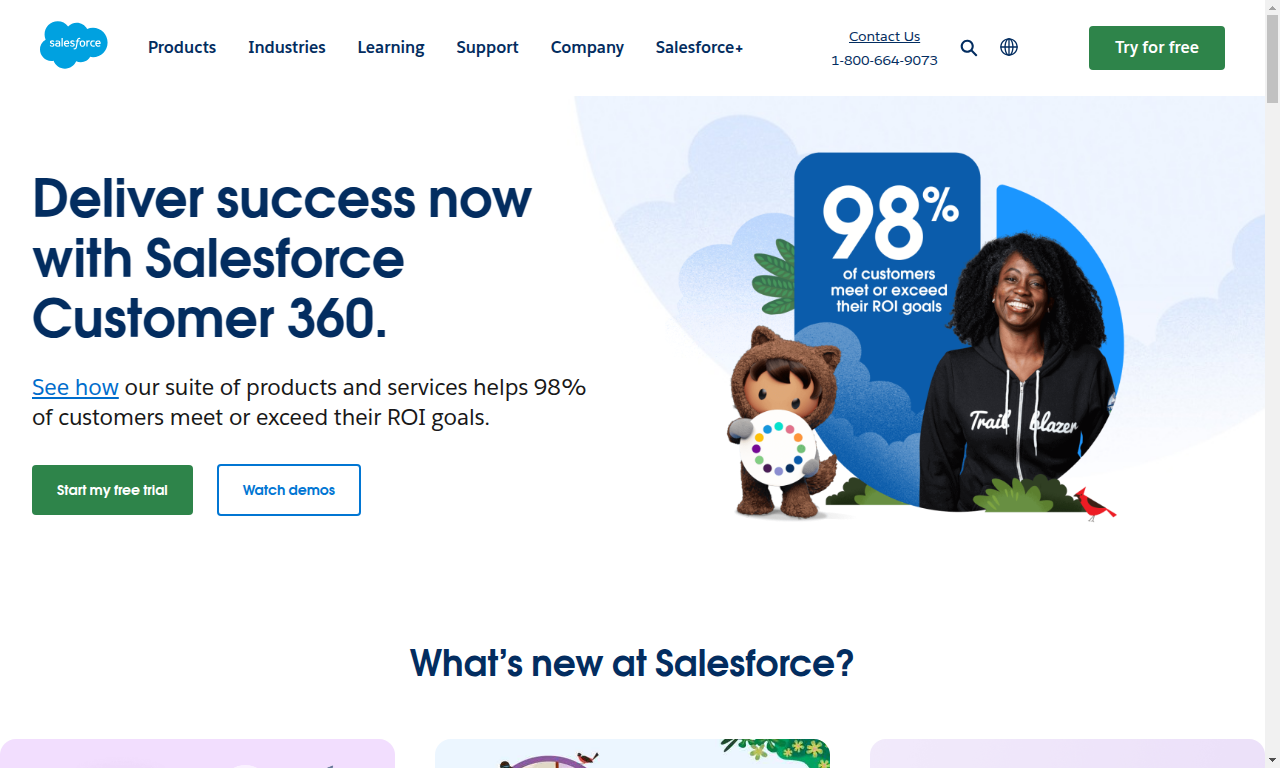 salesforce
Products
Industries
Learning
Support
Company
Salesforce+
Contact Us
1-800-664-9073
Try for free
Deliver success now
with Salesforce
Customer 360.
See how our suite of products and services helps 98%
of customers meet or exceed their ROI goals.
Start my free trial
Watch demos
98%
of customers
meet or exceed
their ROI goals
Trail blazer
What's new at Salesforce?